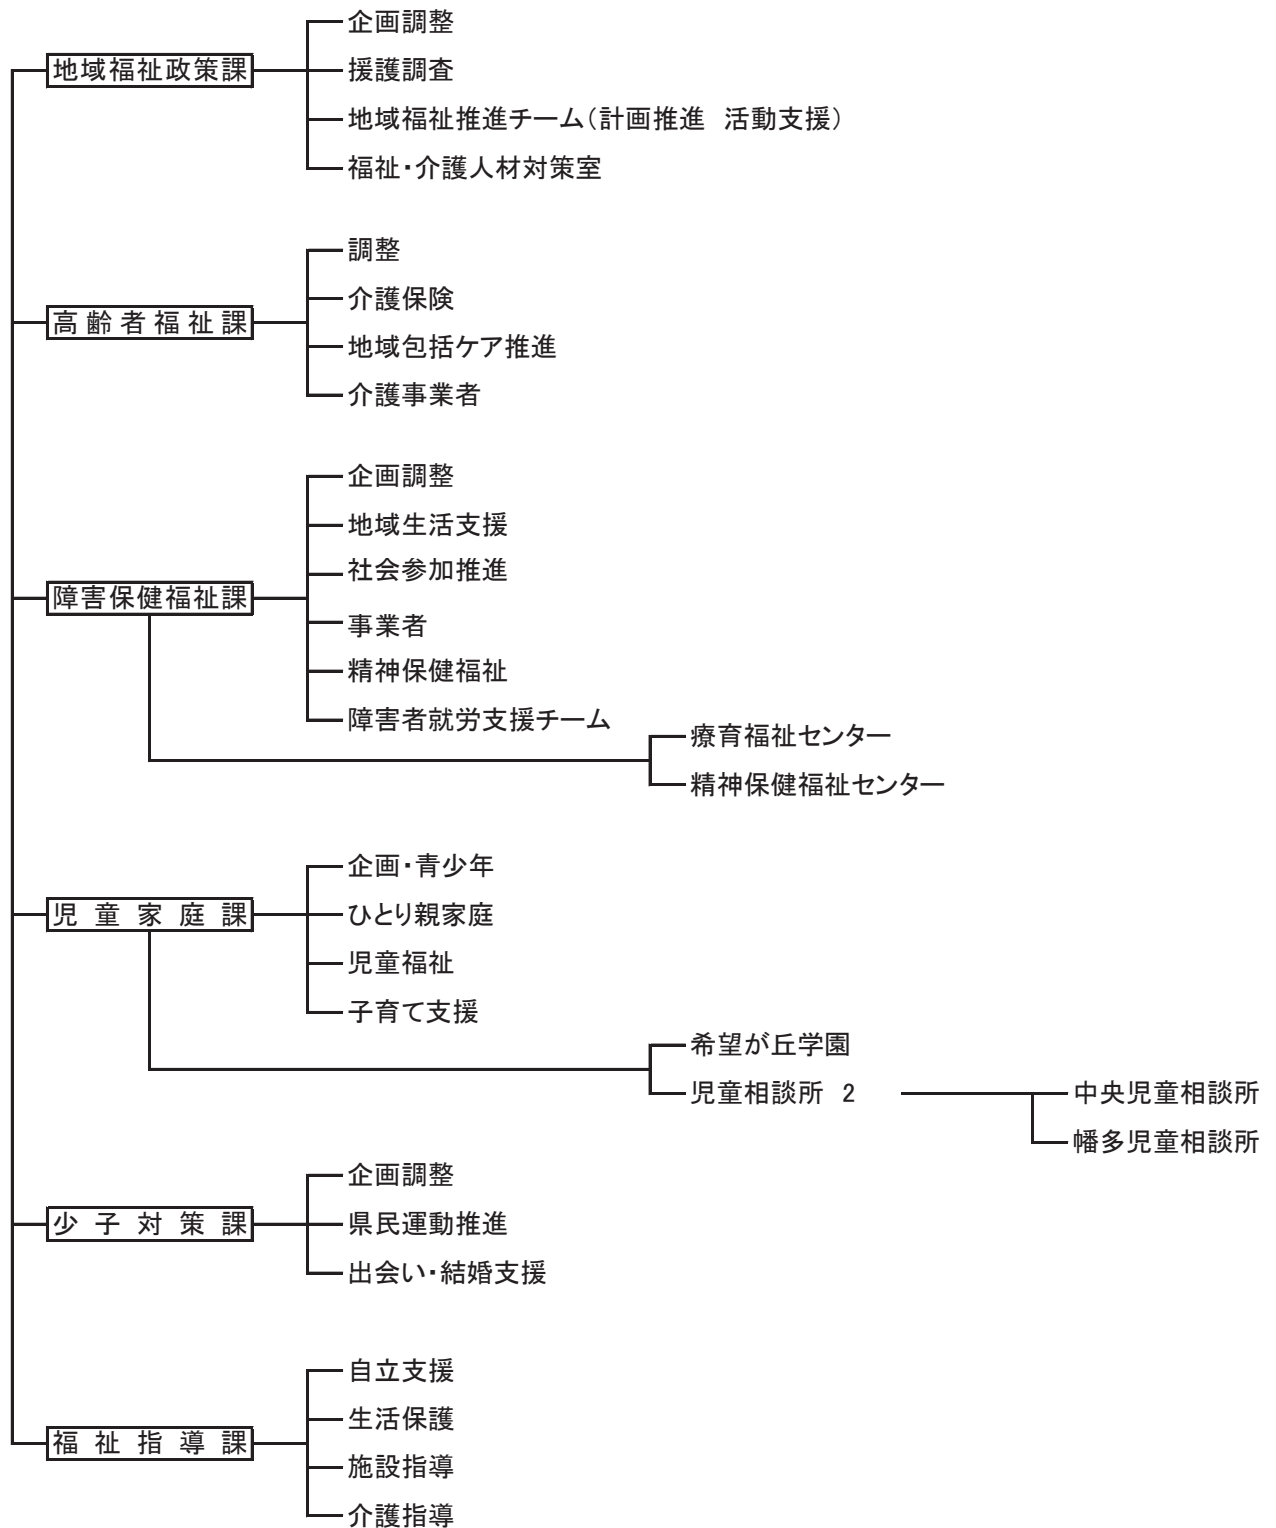 企画調整
地域福祉政策課
援護調査
地域福祉推進チーム（計画推進　活動支援）
福祉・介護人材対策室
調整
介護保険
高齢者福祉課
地域包括ケア推進
介護事業者
企画調整
地域生活支援
社会参加推進
障害保健福祉課
事業者
精神保健福祉
障害者就労支援チーム
療育福祉センター
精神保健福祉センター
企画・青少年
児童家庭課
ひとり親家庭
児童福祉
子育て支援
希望が丘学園
児童相談所　2
中央児童相談所
幡多児童相談所
企画調整
少子対策課
県民運動推進
出会い・結婚支援
自立支援
生活保護
福祉指導課
施設指導
介護指導